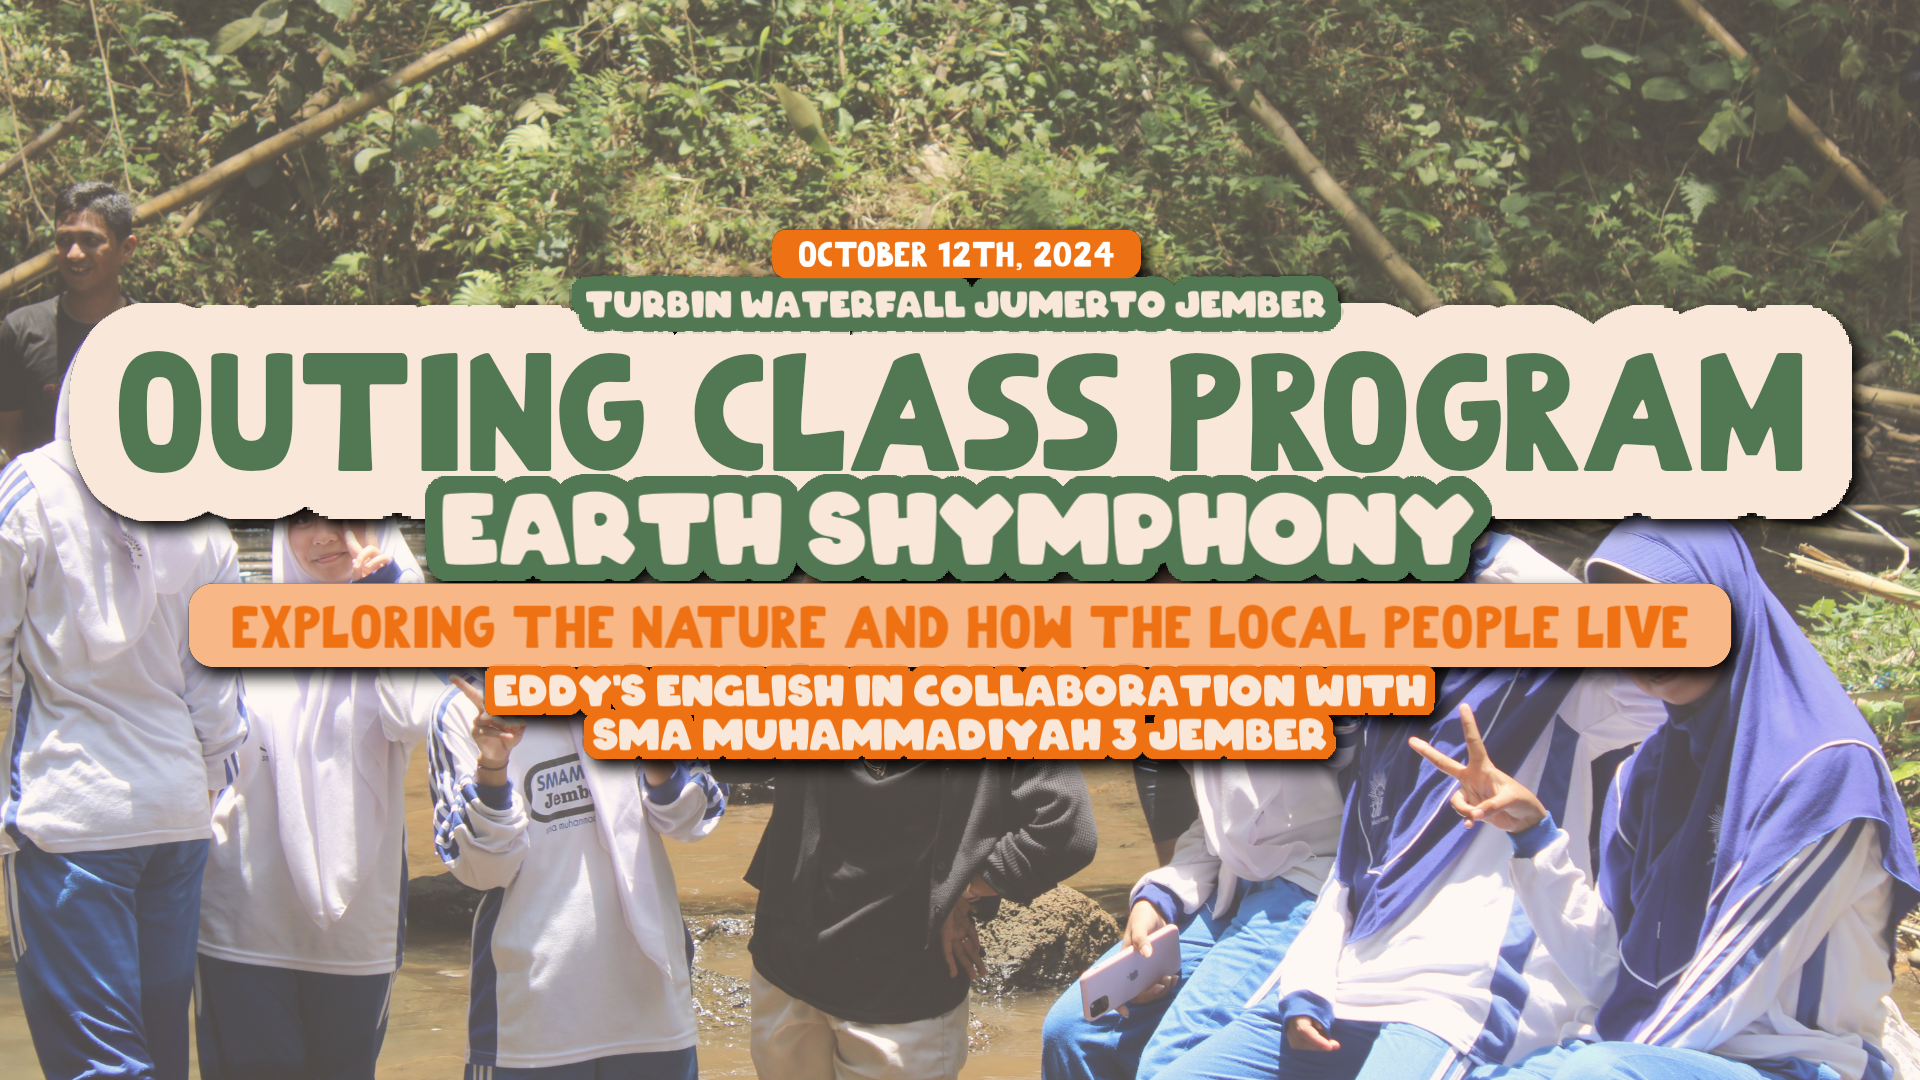 OCTOBER 12TH, 2024
TURBIN WATERFALL JUMERTO JEMBER
OUTING CLASS PROGRAM
EARTH SHYMPHONY
EXPLORING THE NATURE AND HOW THE LOCAL PEOPLE LIVE
EDDY'S ENGLISH IN COLLABORATION WITH
SMA MUHAMMADIYAH 3 JEMBER